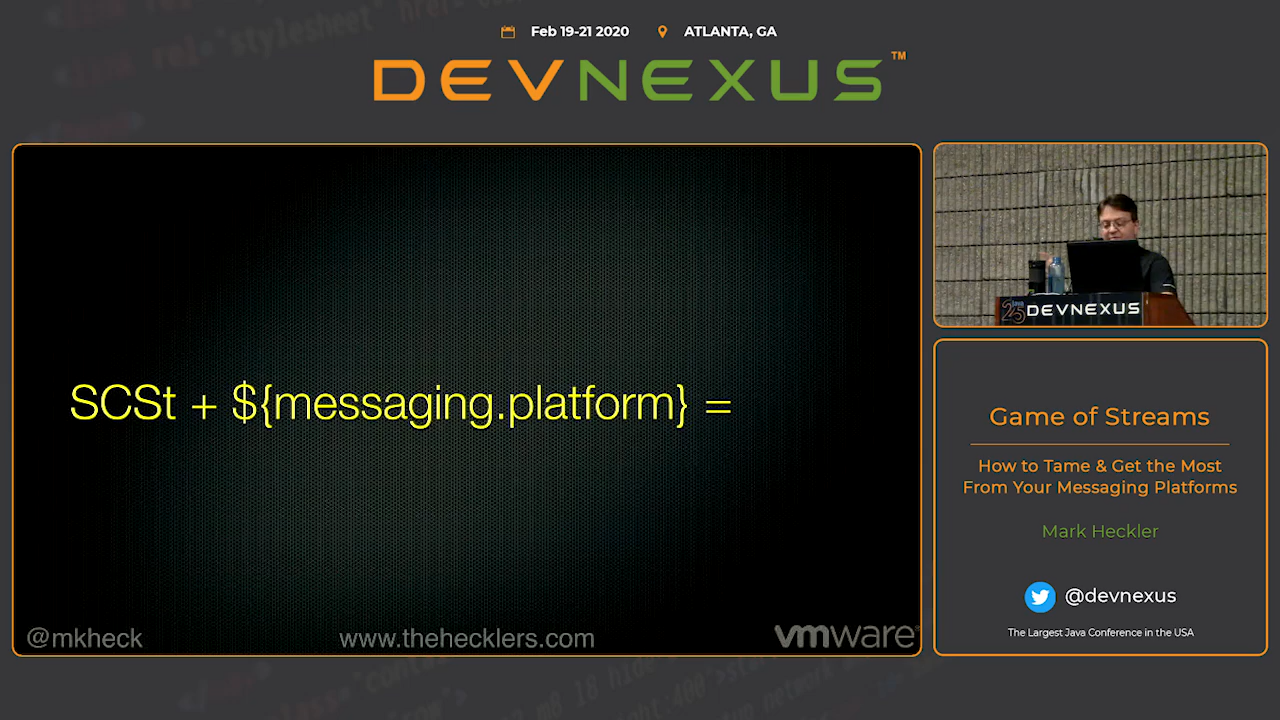 Feb 19-21 2020 ATLANTA, GA
DEVNEXUS™
SCSt + ${messaging.platform} =
@mkheck www.thehecklers.com vmware®
DEVNEXUS
Game of Streams
How to Tame & Get the Most
From Your Messaging Platforms
Mark Heckler
@devnexus
The Largest Java Conference in the USA